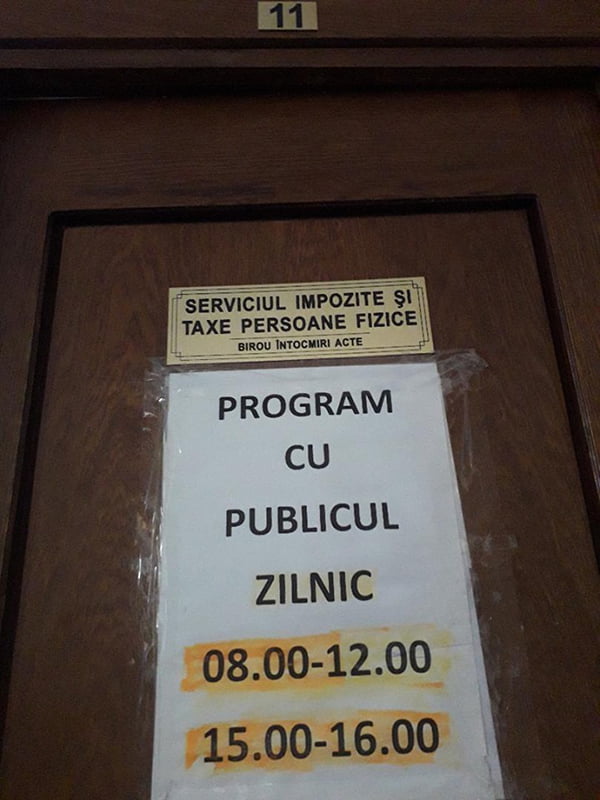 11
SERVICIUL IMPOZITE ŞI
TAXE PERSOANE FIZICE
BIROU ÎNTOCMIRI ACTE
PROGRAM
CU
PUBLICUL
ZILNIC
08.00-12.00
15.00-16.00